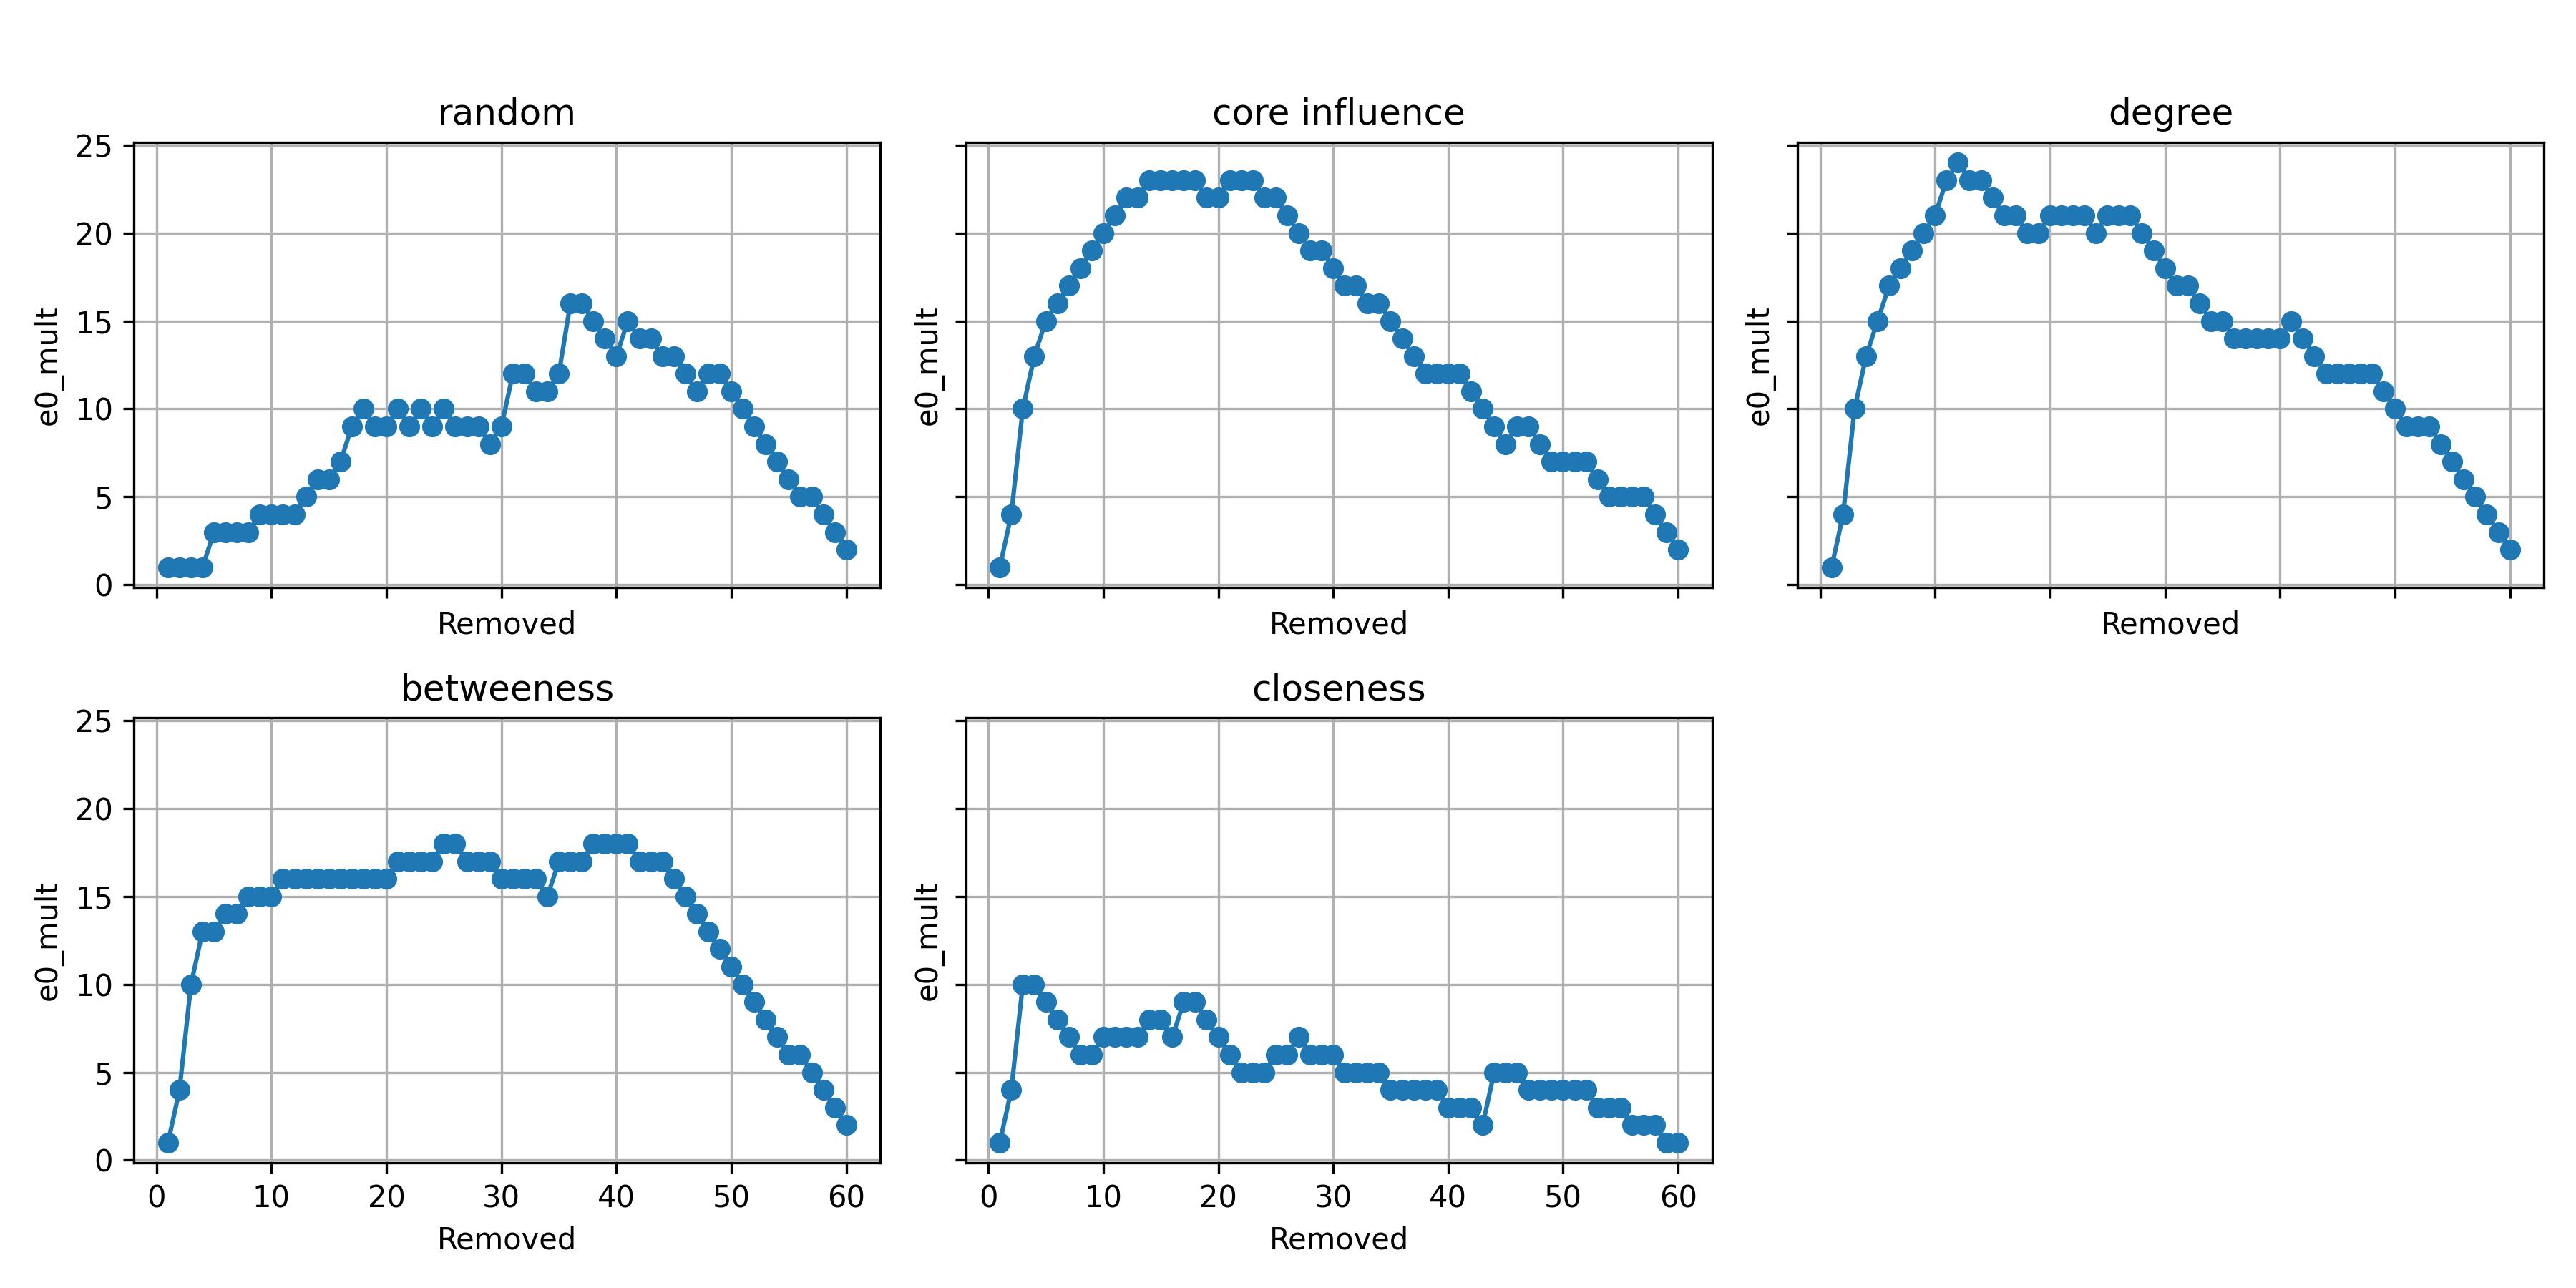 random
core influence
degree
25
20
15
10
5
0
e0_mult
e0_mult
e0_mult
Removed
Removed
Removed
betweeness
closeness
25
20
15
10
5
0
e0_mult
e0_mult
0 10 20 30 40 50 60
0 10 20 30 40 50 60
Removed
Removed